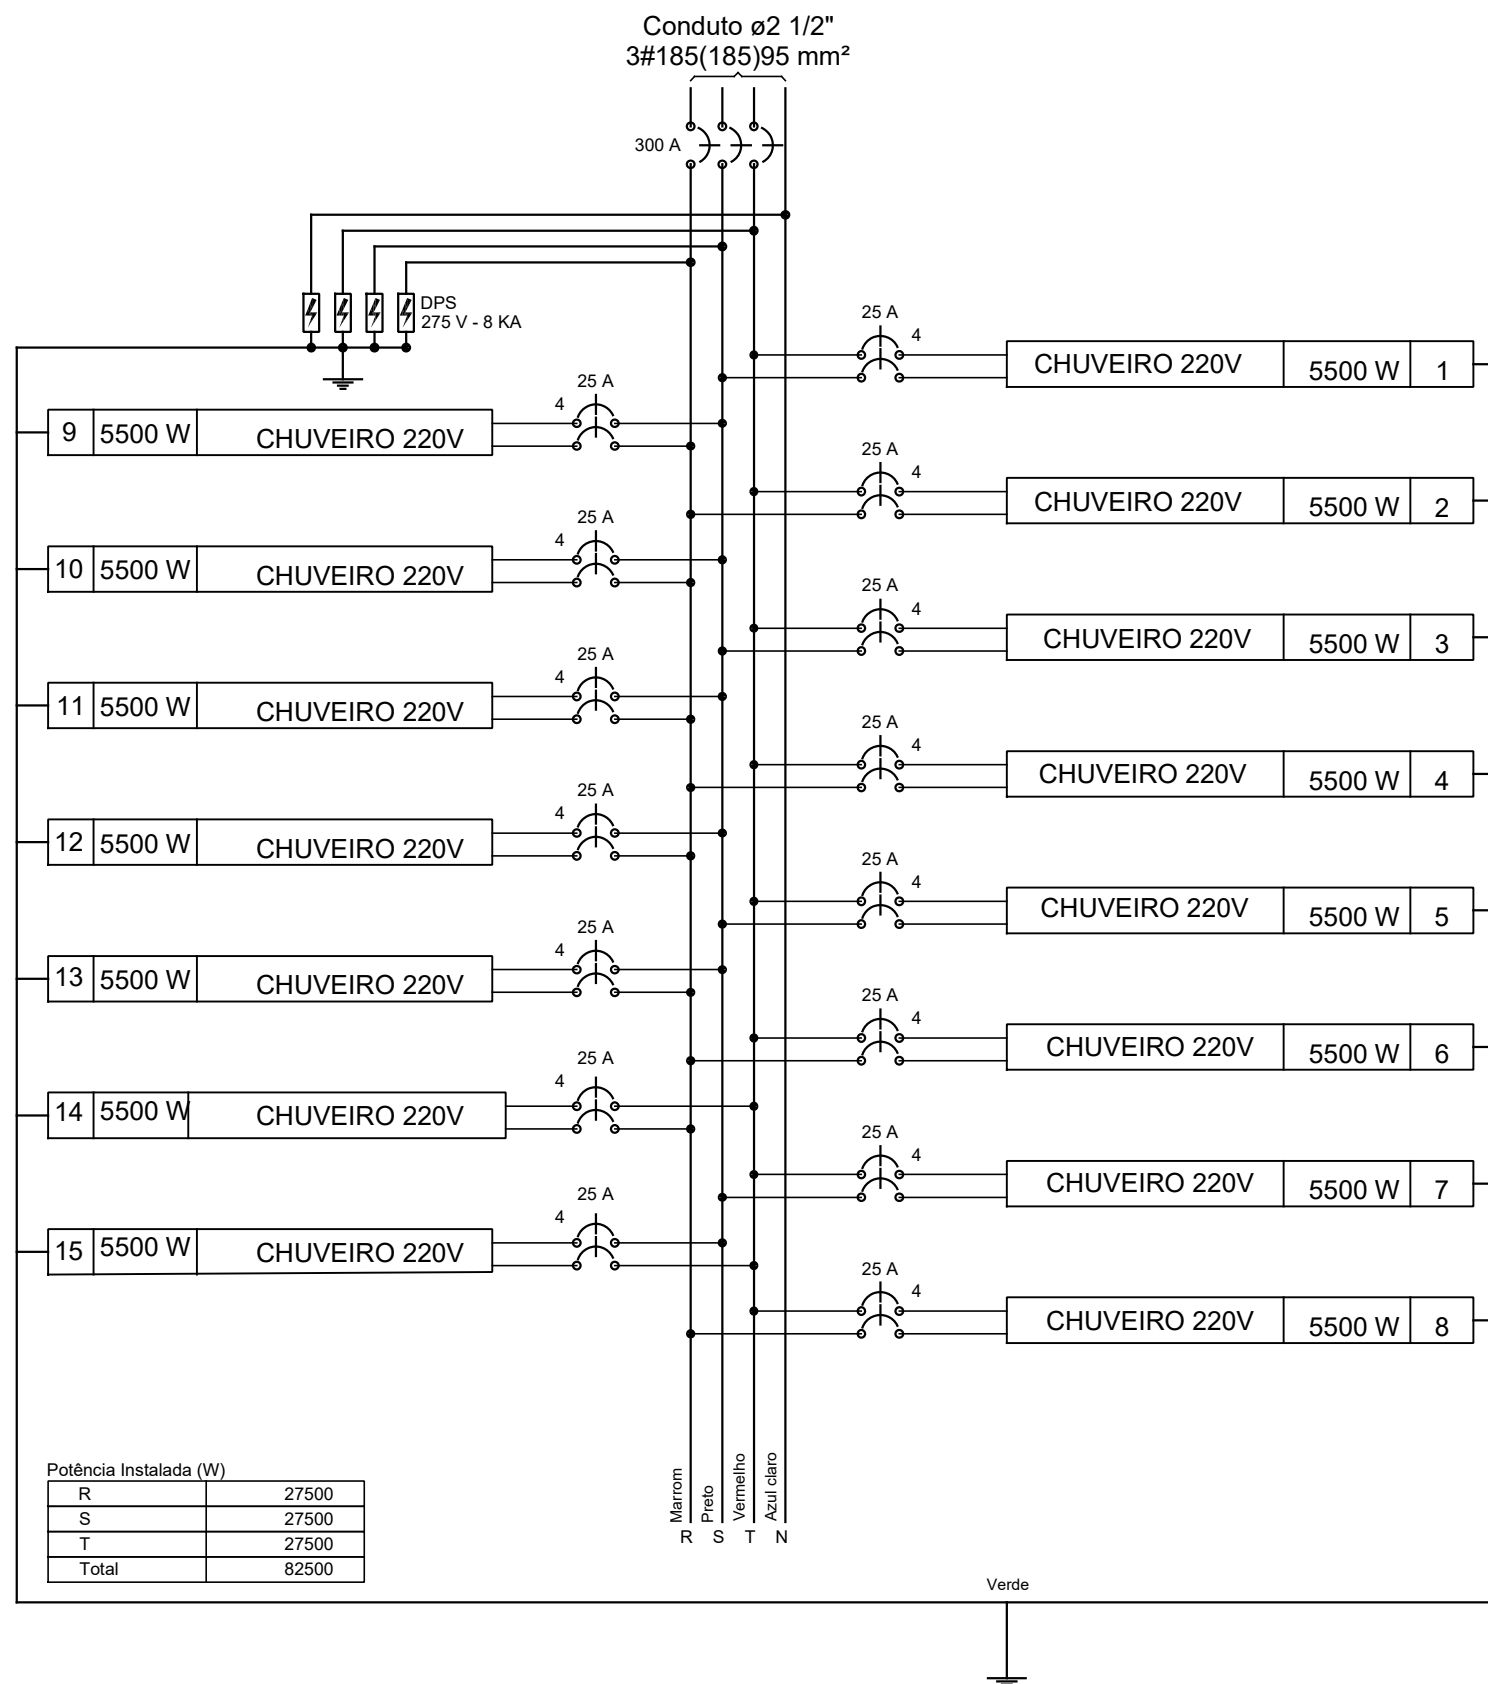 Conduto ø2 1/2"
3#185(185)95 mm²
300 A
DPS
275 V - 8 KA
25 A
4
CHUVEIRO 220V 5500 W 1
25 A
4
9 5500 W CHUVEIRO 220V
25 A
4
CHUVEIRO 220V 5500 W 2
25 A
4
10 5500 W CHUVEIRO 220V
25 A
4
CHUVEIRO 220V 5500 W 3
25 A
4
11 5500 W CHUVEIRO 220V
25 A
4
CHUVEIRO 220V 5500 W 4
25 A
4
12 5500 W CHUVEIRO 220V
25 A
4
CHUVEIRO 220V 5500 W 5
25 A
4
13 5500 W CHUVEIRO 220V
25 A
4
CHUVEIRO 220V 5500 W 6
25 A
4
14 5500 W CHUVEIRO 220V
25 A
4
CHUVEIRO 220V 5500 W 7
25 A
4
15 5500 W CHUVEIRO 220V
25 A
4
CHUVEIRO 220V 5500 W 8
Potência Instalada (W)
R 27500
S 27500
T 27500
Total 82500
Marrom
Preto
Vermelho
Azul claro
R S T N
Verde